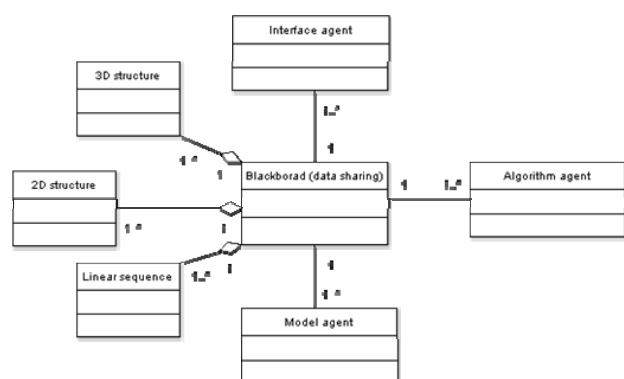 Interface agent
3D structure
1..*
1..*
1
1
2D structure
Blackborad (data sharing)
1
1..*
Algorithm agent
1..*
1
Linear sequence
1..*
1
1
1..*
Model agent